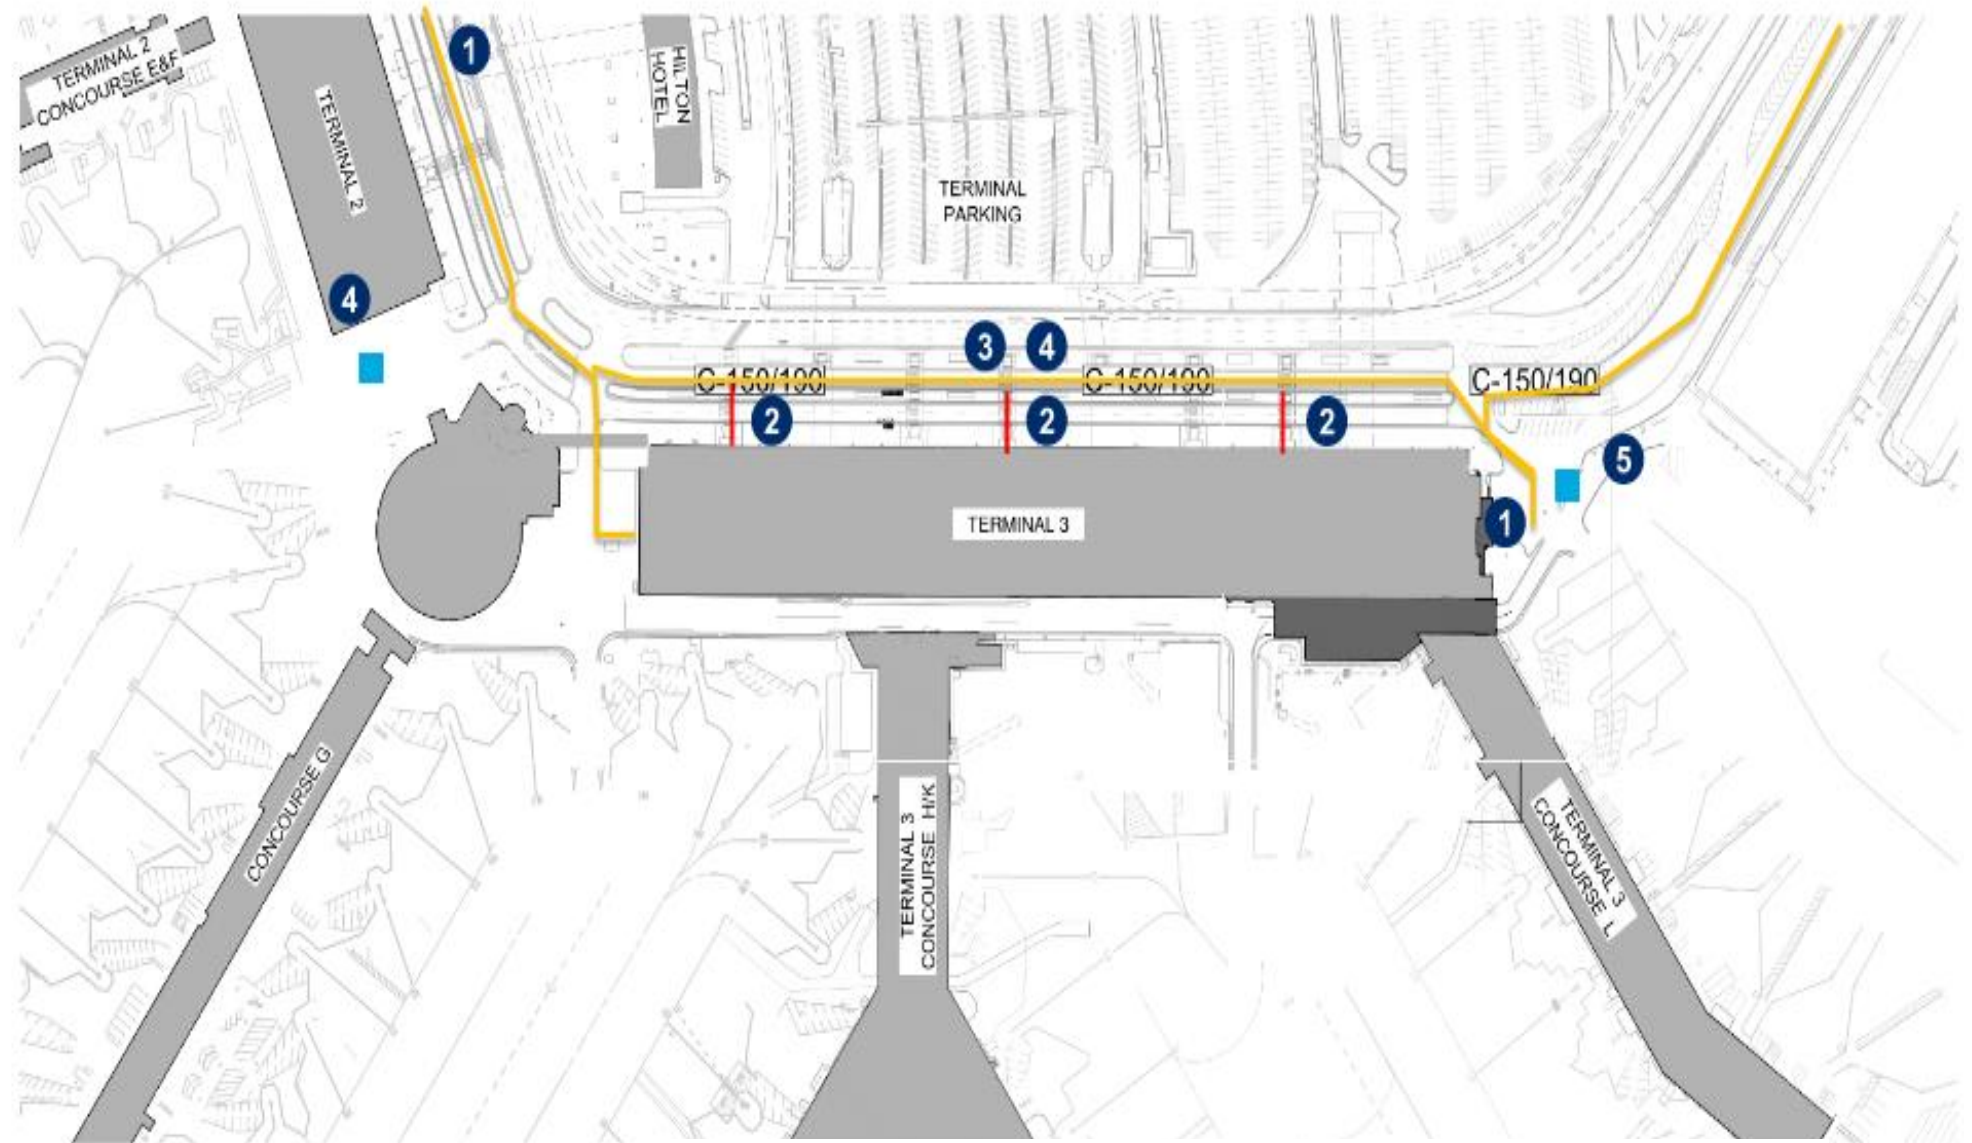 1
TERMINAL 2
CONCOURSE E&F
TERMINAL 2
HILTON
HOTEL
TERMINAL
PARKING
4
3
4
C-150/190
C-150/190
C-150/190
2
2
2
5
1
TERMINAL 3
CONCOURSE G
TERMINAL 3
CONCOURSE H/K
TERMINAL 3
CONCOURSE L